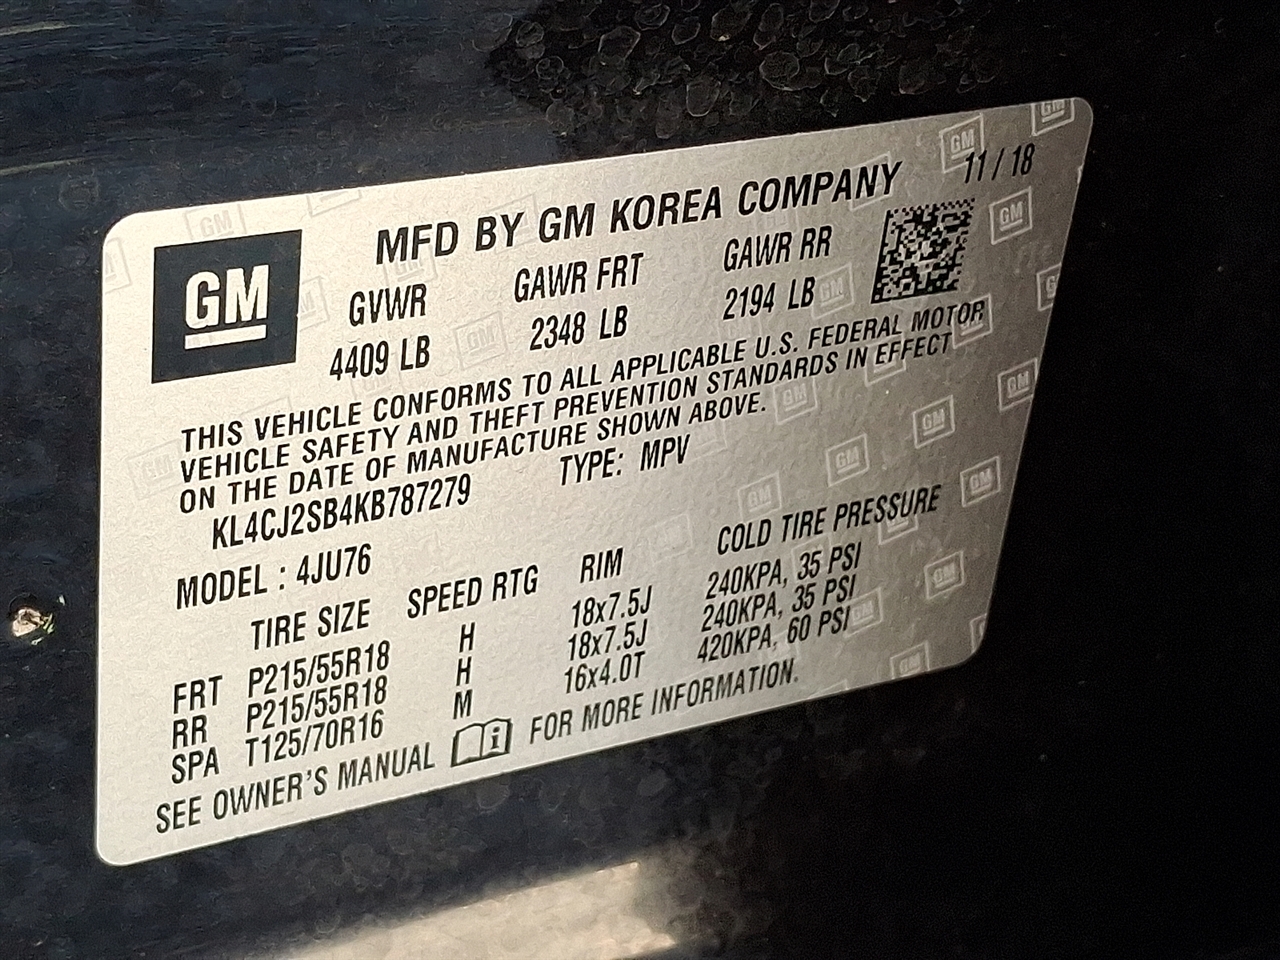 GM
MFD BY GM KOREA COMPANY 11/18
GVWR GAWR FRT GAWR RR
4409 LB 2348 LB 2194 LB
THIS VEHICLE CONFORMS TO ALL APPLICABLE U.S. FEDERAL MOTOR
VEHICLE SAFETY AND THEFT PREVENTION STANDARDS IN EFFECT
ON THE DATE OF MANUFACTURE SHOWN ABOVE.
KL4CJ2SB4KB787279 TYPE: MPV
MODEL : 4JU76
TIRE SIZE SPEED RTG RIM COLD TIRE PRESSURE
FRT P215/55R18 H 18x7.5J 240KPA, 35 PSI
RR P215/55R18 H 18x7.5J 240KPA, 35 PSI
SPA T125/70R16 M 16x4.0T 420KPA, 60 PSI
SEE OWNER'S MANUAL FOR MORE INFORMATION.